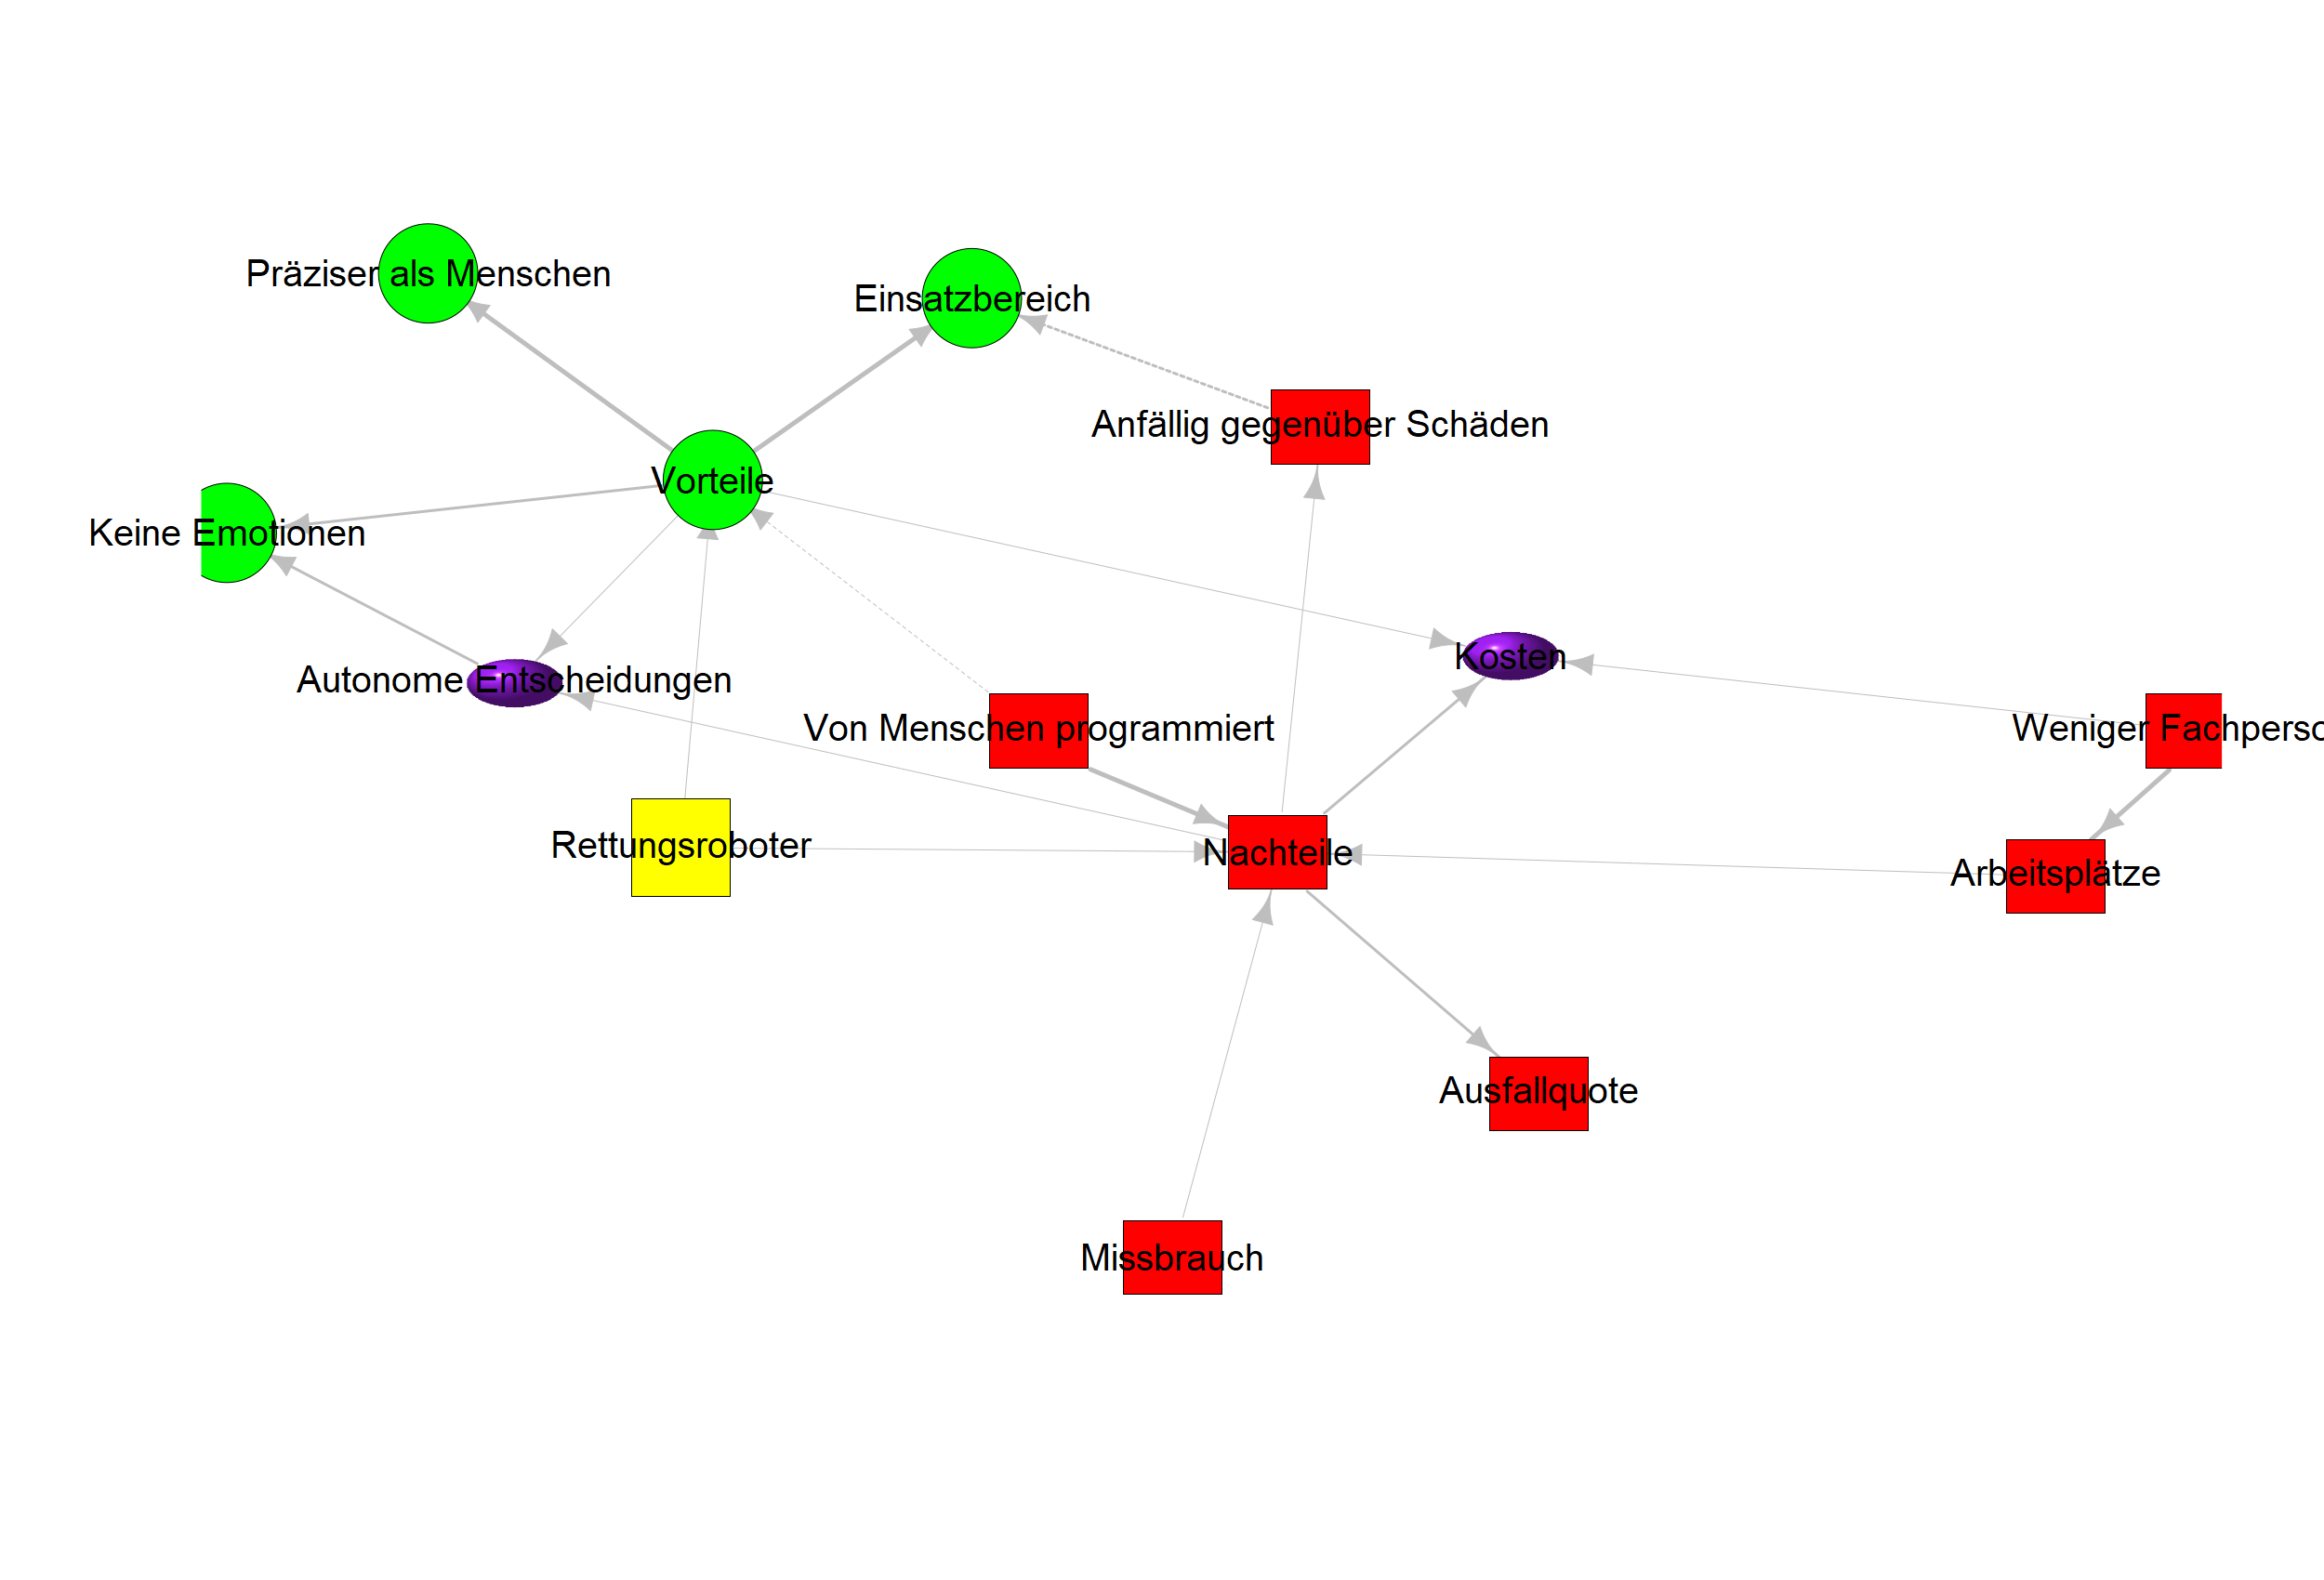 Präziser als Menschen
Einsatzbereich
Anfällig gegenüber Schäden
Vorteile
Keine Emotionen
Kosten
Autonome Entscheidungen
Von Menschen programmiert
Weniger
Rettungsroboter
Nachteile
Arbeitsplätze
Ausfallquote
Missbrauch